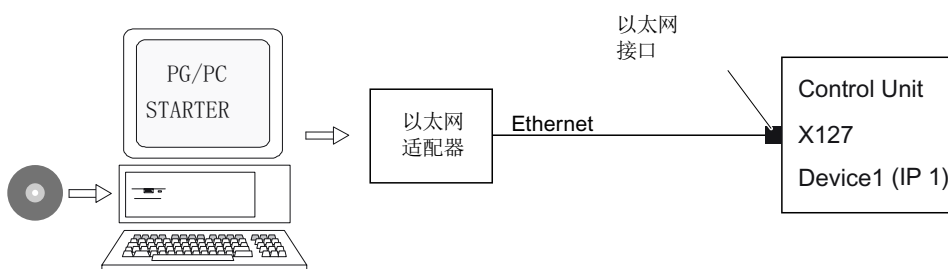 PG/PC
STARTER
以太网
适配器
Ethernet
以太网
接口
Control Unit
X127
Device1 (IP 1)